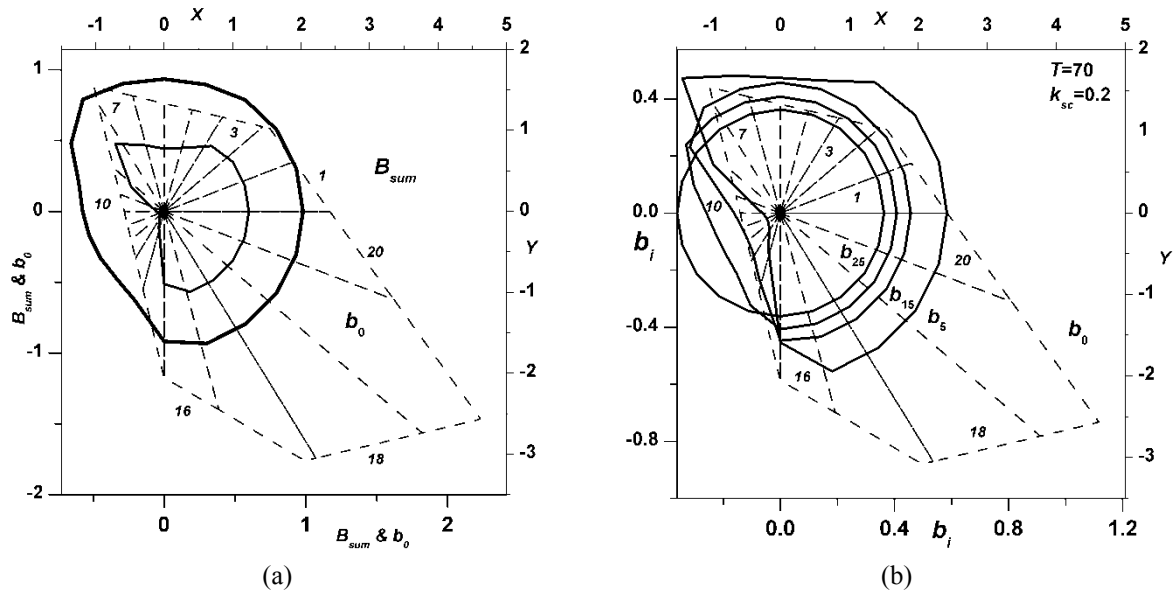 X
-1 0 1 2 3 4 5
1
0
-1
-2
B_sum & b_0
2
1
0
-1
-2
-3
Y
7
3
1
10
20
16
18
B_sum
b_0
0 1 2
B_sum & b_0
(a)
X
-1 0 1 2 3 4 5
T=70
k_sc=0.2
0.4
0.0
-0.4
-0.8
b_i
2
1
0
-1
-2
-3
Y
7
3
1
10
20
16
18
b_25
b_15
b_5
b_0
0.0 0.4 0.8 1.2
b_i
(b)